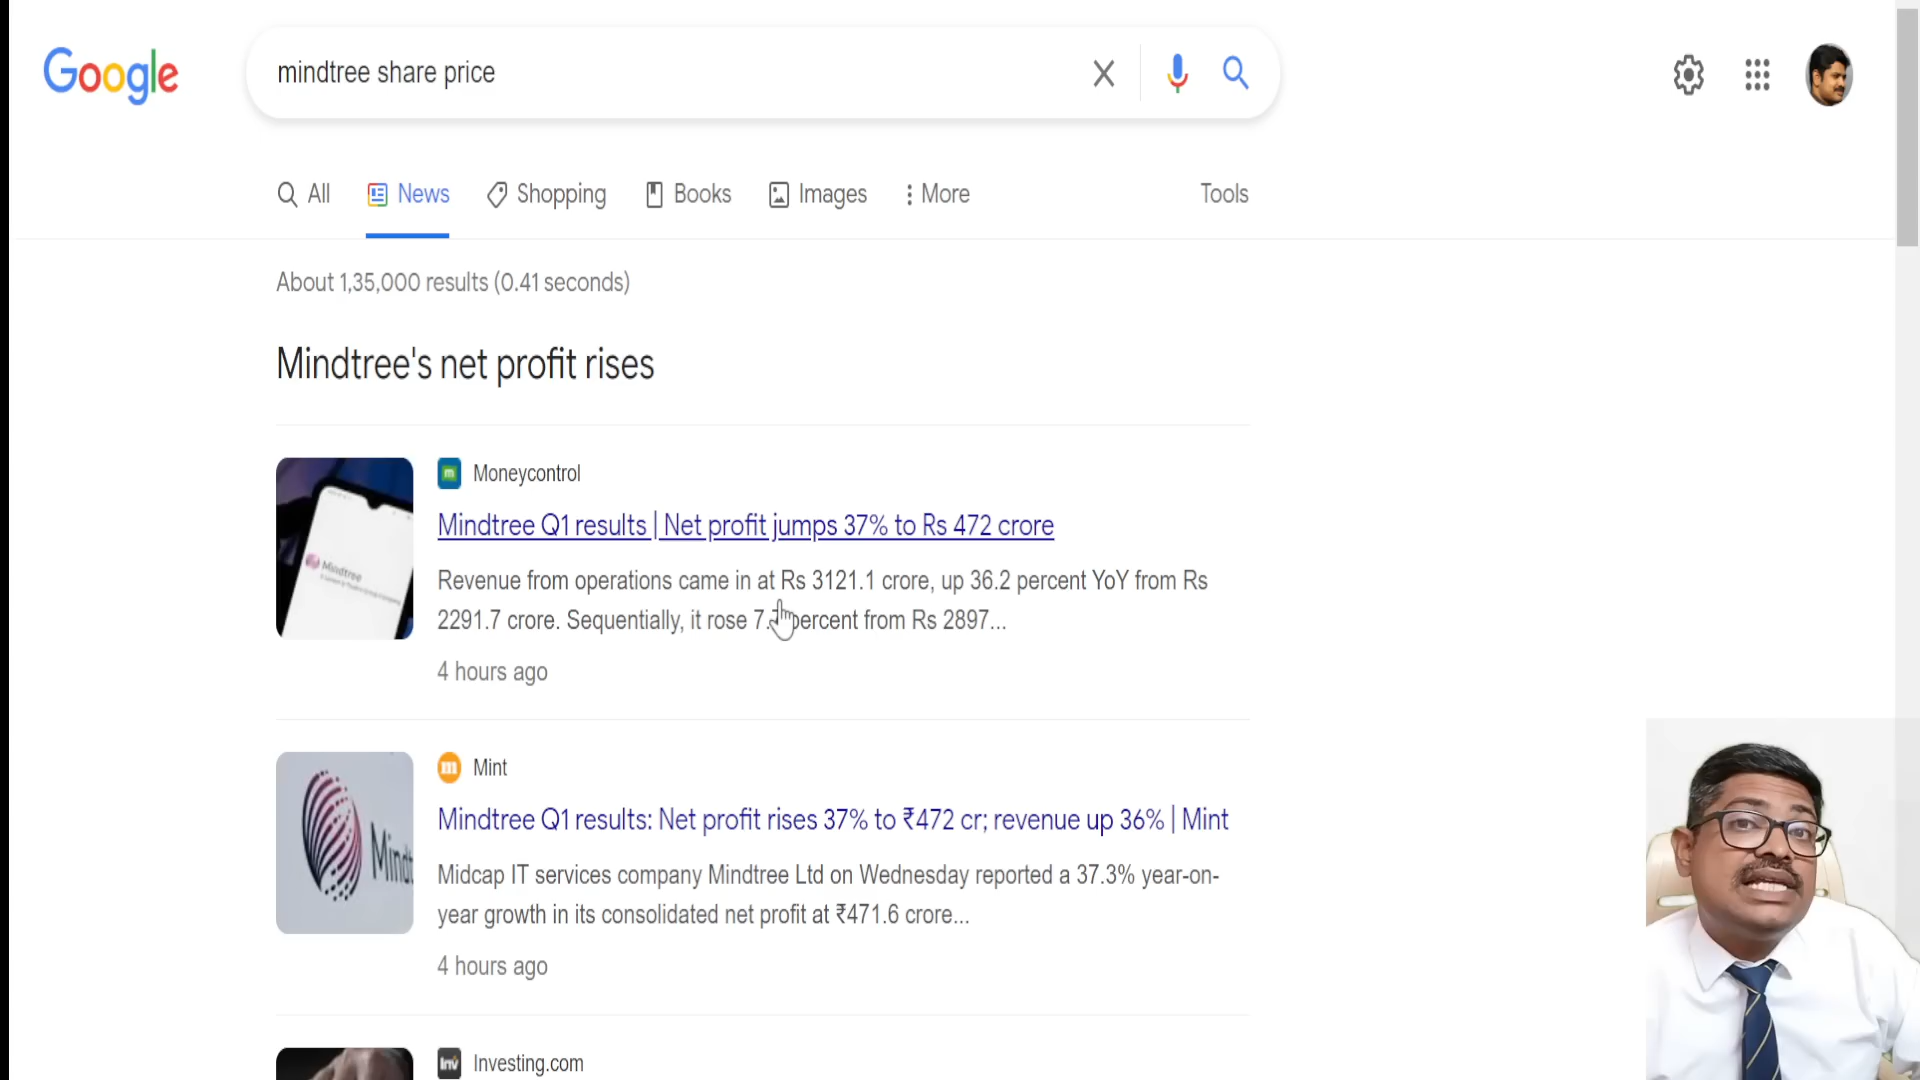 Google
mindtree share price
All
News
Shopping
Books
Images
More
Tools
About 1,35,000 results (0.41 seconds)
Mindtree's net profit rises
Moneycontrol
Mindtree Q1 results | Net profit jumps 37% to Rs 472 crore
Revenue from operations came in at Rs 3121.1 crore, up 36.2 percent YoY from Rs
2291.7 crore. Sequentially, it rose percent from Rs 2897...
4 hours ago
Mindtree
Mint
Mindtree Q1 results: Net profit rises 37% to ₹472 cr; revenue up 36% | Mint
Midcap IT services company Mindtree Ltd on Wednesday reported a 37.3% year-on-
year growth in its consolidated net profit at ₹471.6 crore...
4 hours ago
Mindt
Inv
Investing.com